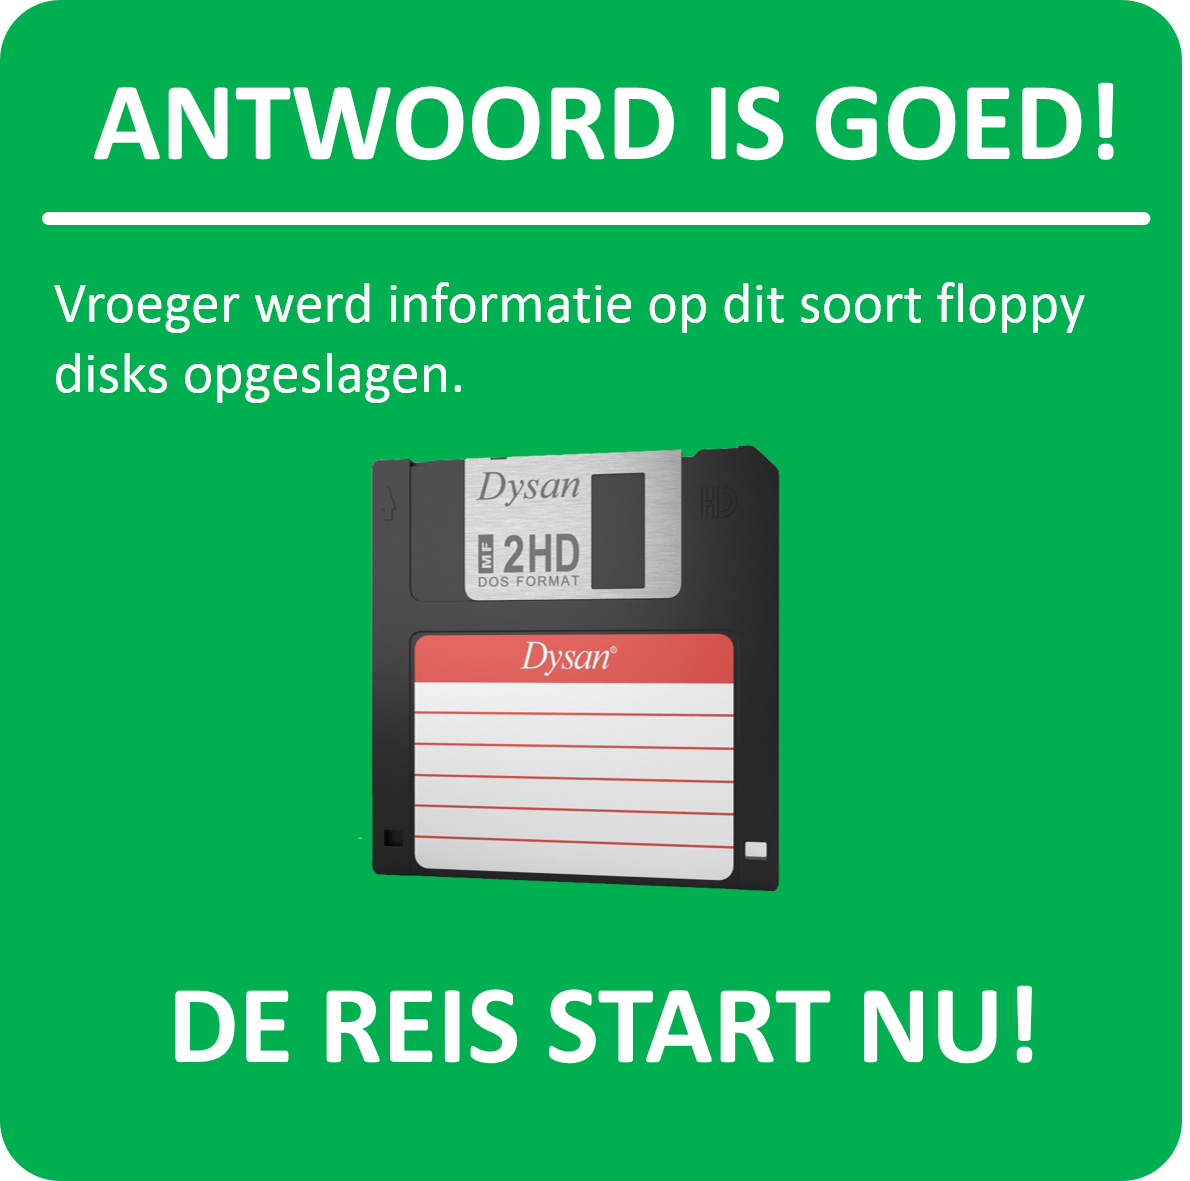 ANTWOORD IS GOED!
Vroeger werd informatie op dit soort floppy
disks opgeslagen.
Dysan
HD
MF 2HD
DOS FORMAT
Dysan®
DE REIS START NU!